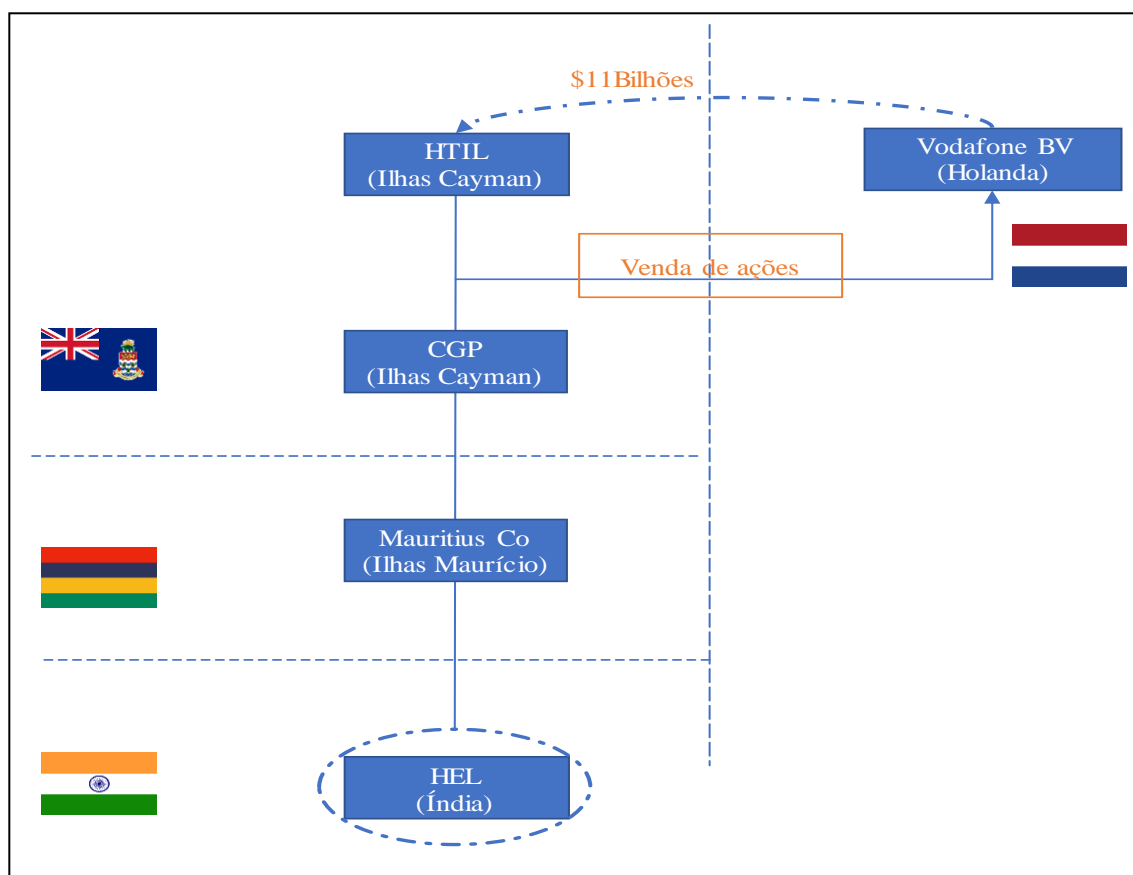 $11Bilhões
HTIL
(Ilhas Cayman)
Vodafone BV
(Holanda)
Venda de ações
CGP
(Ilhas Cayman)
Mauritius Co
(Ilhas Maurício)
HEL
(Índia)